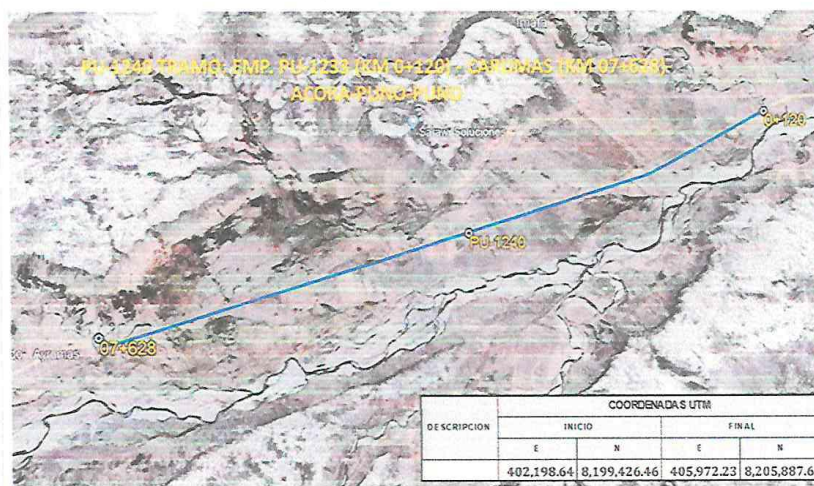 PU-1240 TRAMO: EMP. PU-1238 (KM 0+120) - CAROMAS (KM 07+628)
ACORA-PUNO-PUNO
0+120
PU-1240
07+628
COORDENADAS UTM
DESCRIPCION INICIO FINAL
E N E N
402,198.64 8,199,426.46 405,972.23 8,205,887.6